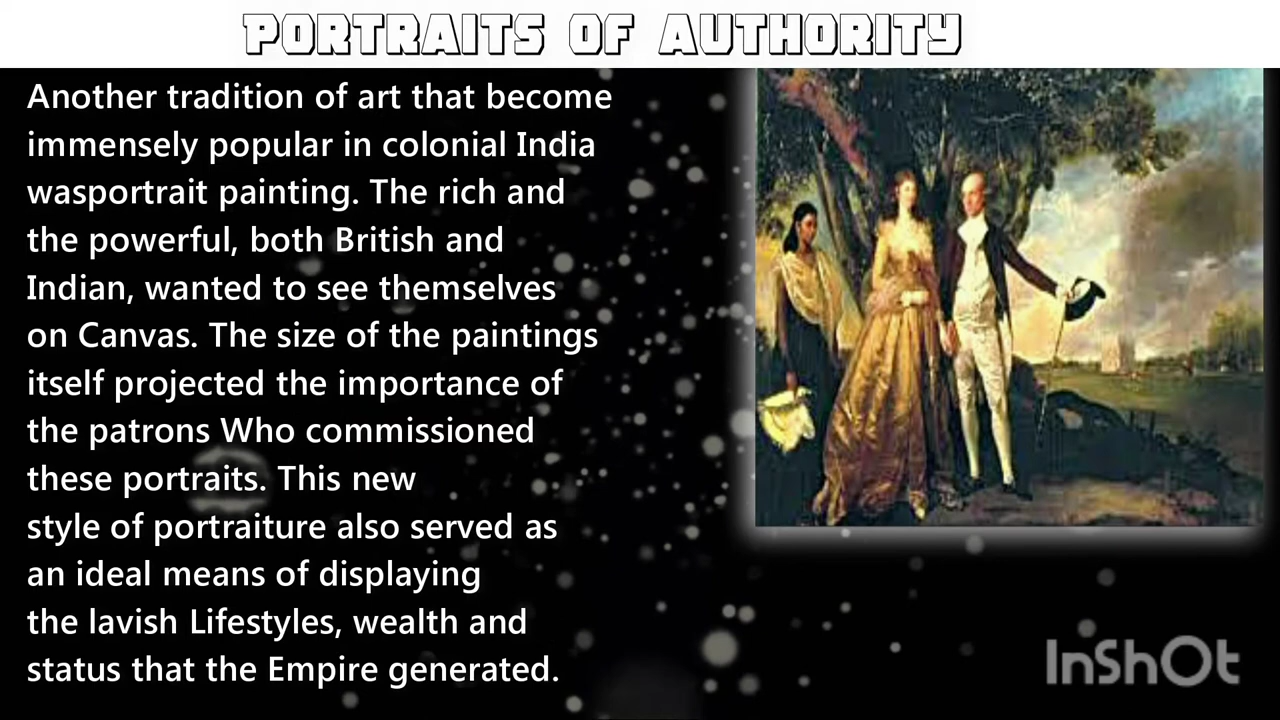 PORTRAITS OF AUTHORITY
Another tradition of art that become
immensely popular in colonial India
wasportrait painting. The rich and
the powerful, both British and
Indian, wanted to see themselves
on Canvas. The size of the paintings
itself projected the importance of
the patrons Who commissioned
these portraits. This new
style of portraiture also served as
an ideal means of displaying
the lavish Lifestyles, wealth and
status that the Empire generated.
InShOt